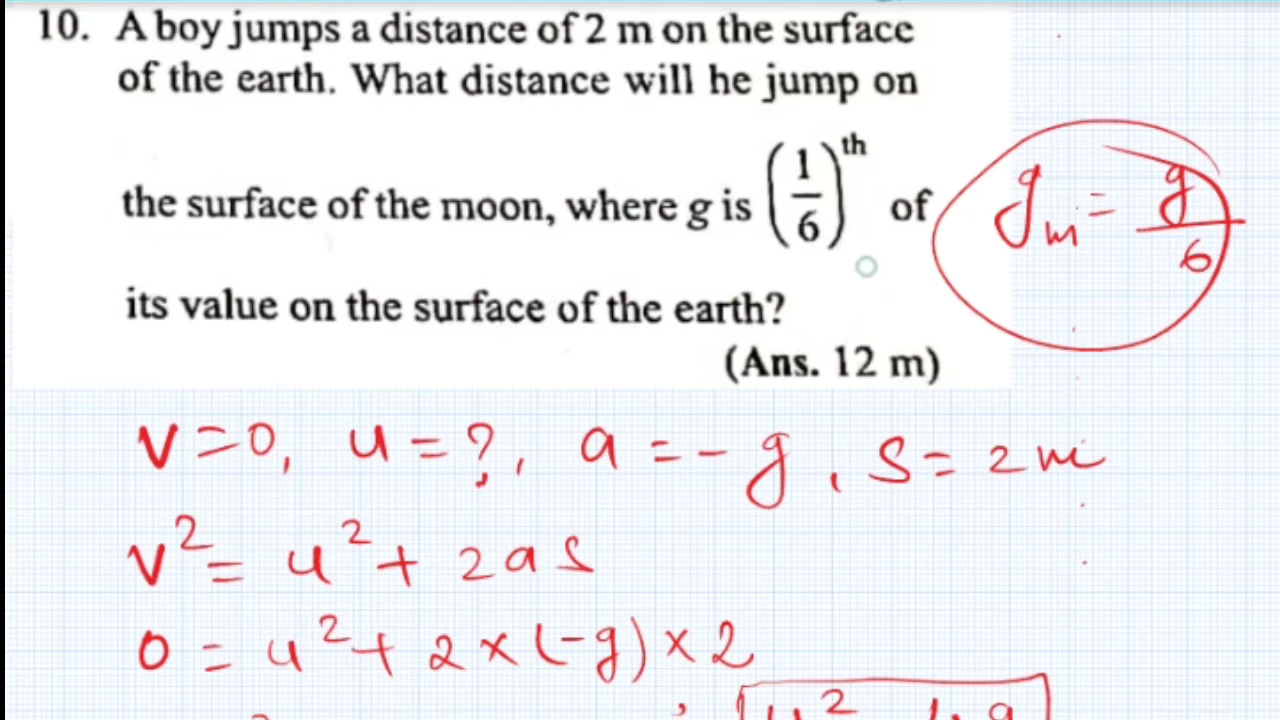 10. A boy jumps a distance of 2 m on the surface
of the earth. What distance will he jump on
the surface of the moon, where g is (1/6)th of
its value on the surface of the earth?
(Ans. 12 m)
gm = g/6
v=0, u=?, a=-g, s=2m
v²= u²+ 2as
0 = u²+ 2×(-g)×2